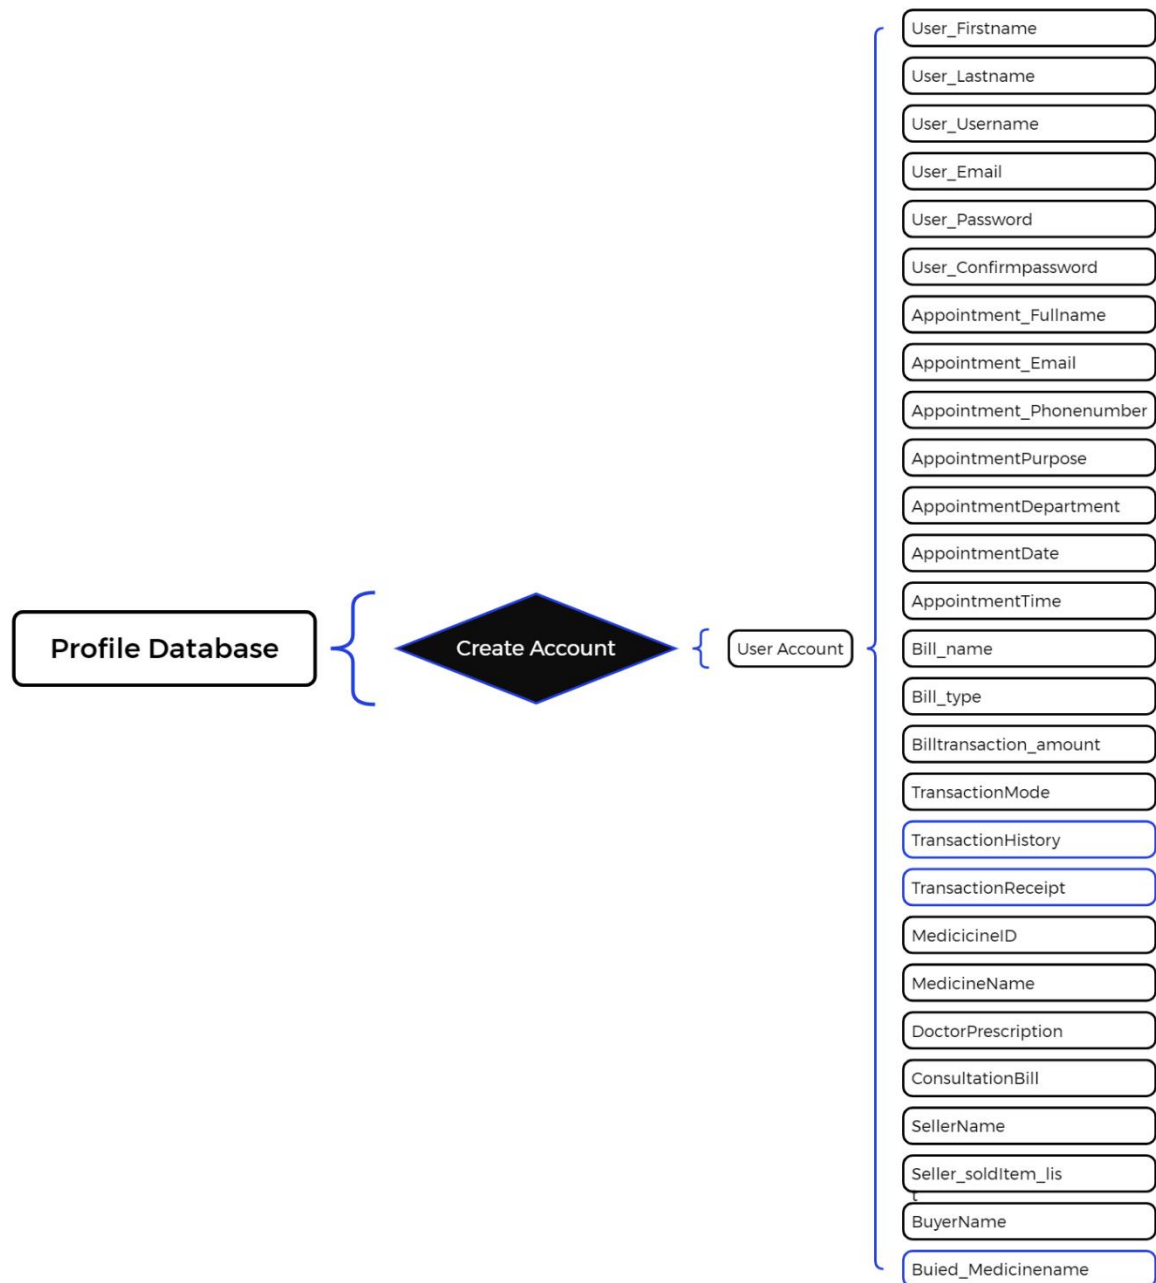 Profile Database
Create Account
User Account
User_Firstname
User_Lastname
User_Username
User_Email
User_Password
User_Confirmpassword
Appointment_Fullname
Appointment_Email
Appointment_Phonenumber
AppointmentPurpose
AppointmentDepartment
AppointmentDate
AppointmentTime
Bill_name
Bill_type
Billtransaction_amount
TransactionMode
TransactionHistory
TransactionReceipt
MedicicineID
MedicineName
DoctorPrescription
ConsultationBill
SellerName
Seller_soldItem_lis
t
BuyerName
Buied_Medicinename